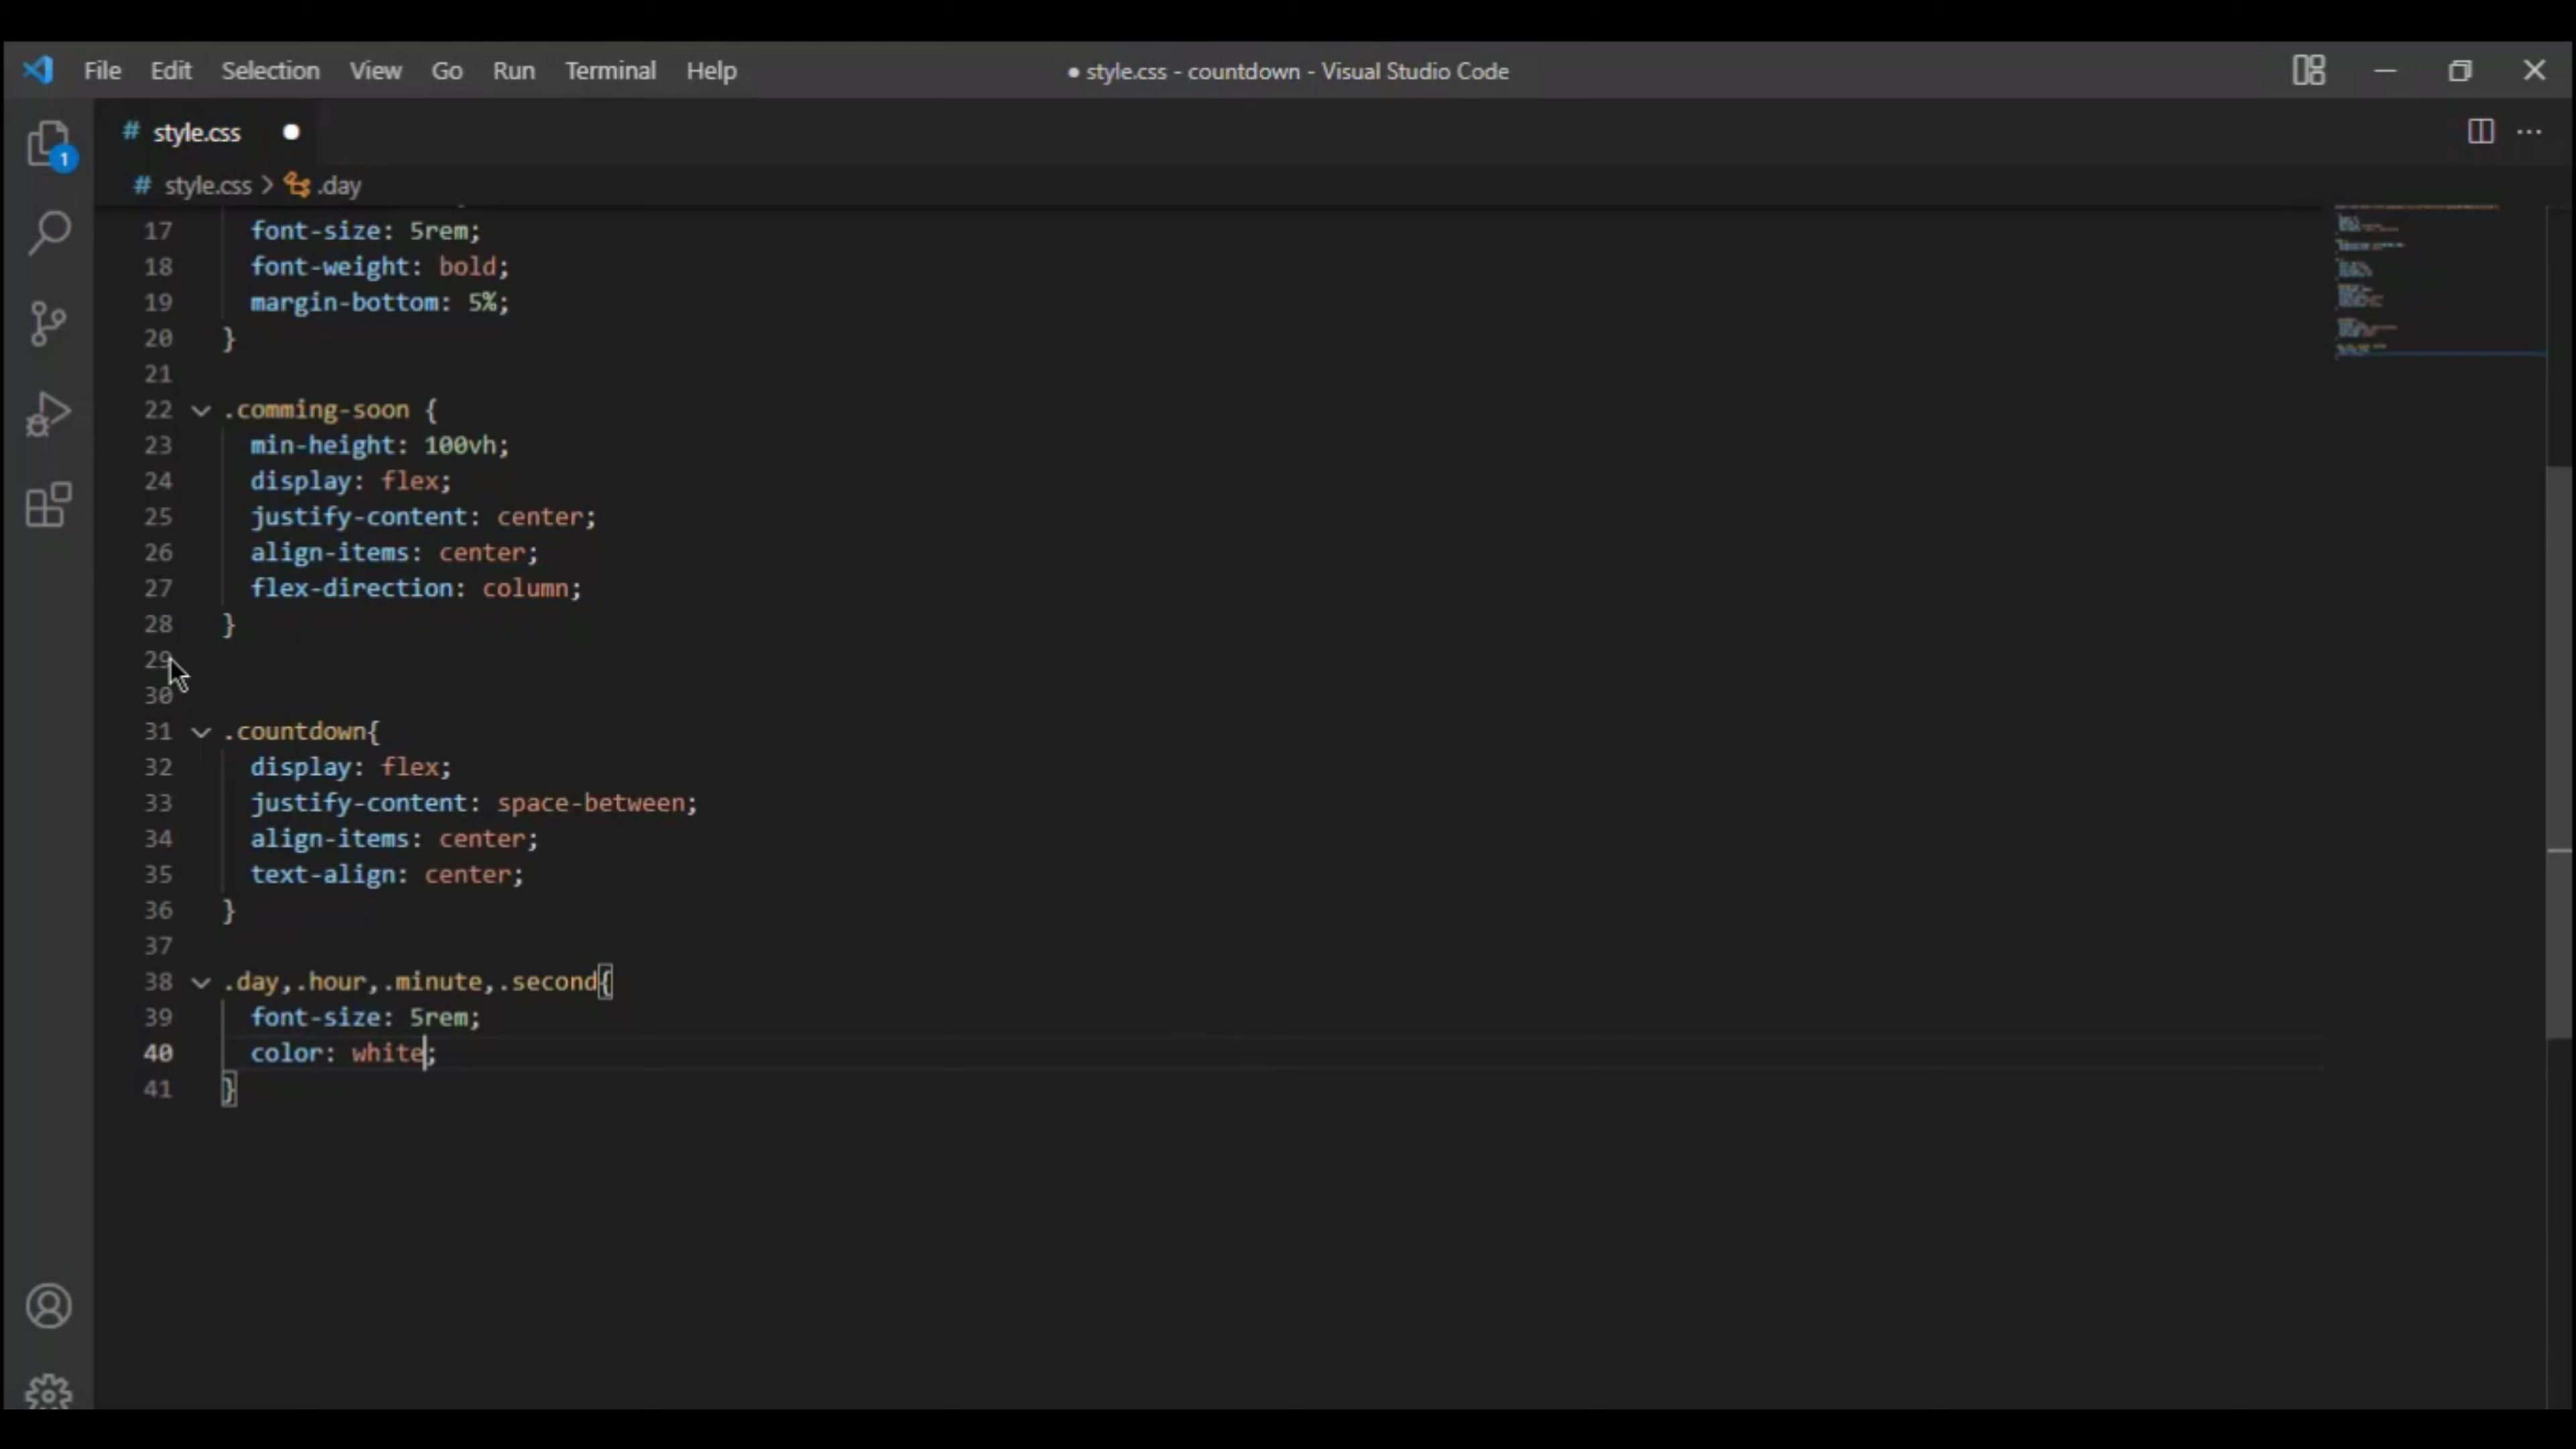 File Edit Selection View Go Run Terminal Help
● style.css - countdown - Visual Studio Code
# style.css ●
1
# style.css > .day
17 font-size: 5rem;
18 font-weight: bold;
19 margin-bottom: 5%;
20 }
21
22 .comming-soon {
23 min-height: 100vh;
24 display: flex;
25 justify-content: center;
26 align-items: center;
27 flex-direction: column;
28 }
29
30
31 .countdown{
32 display: flex;
33 justify-content: space-between;
34 align-items: center;
35 text-align: center;
36 }
37
38 .day,.hour,.minute,.second{
39 font-size: 5rem;
40 color: white;
41 }